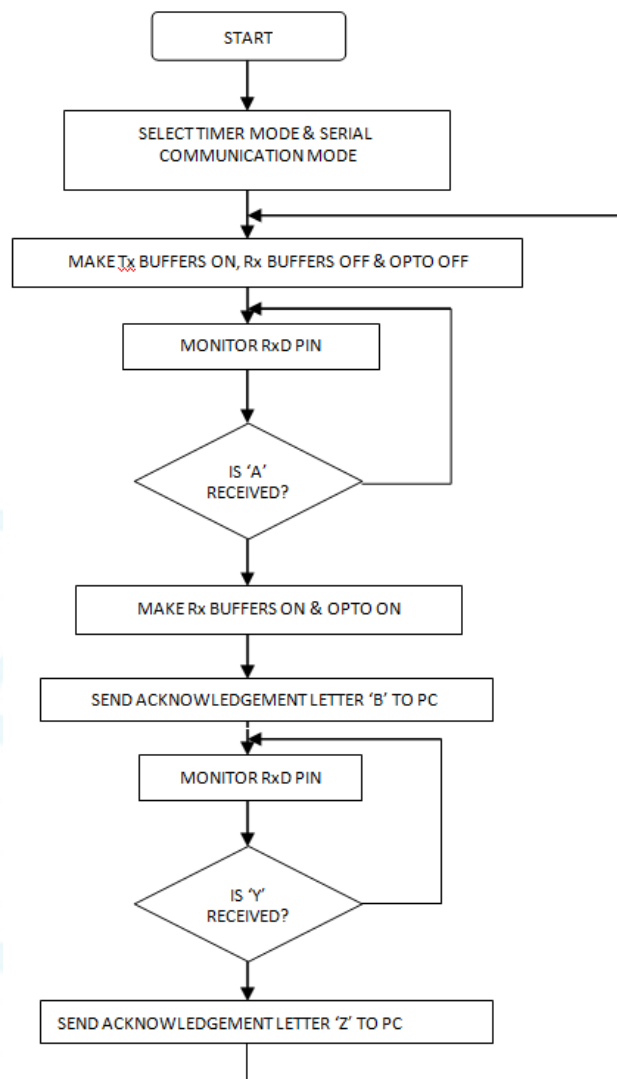 START
SELECT TIMER MODE & SERIAL
COMMUNICATION MODE
MAKE Tx BUFFERS ON, Rx BUFFERS OFF & OPTO OFF
MONITOR RxD PIN
IS ‘A’
RECEIVED?
MAKE Rx BUFFERS ON & OPTO ON
SEND ACKNOWLEDGEMENT LETTER ‘B’ TO PC
MONITOR RxD PIN
IS ‘Y’
RECEIVED?
SEND ACKNOWLEDGEMENT LETTER ‘Z’ TO PC